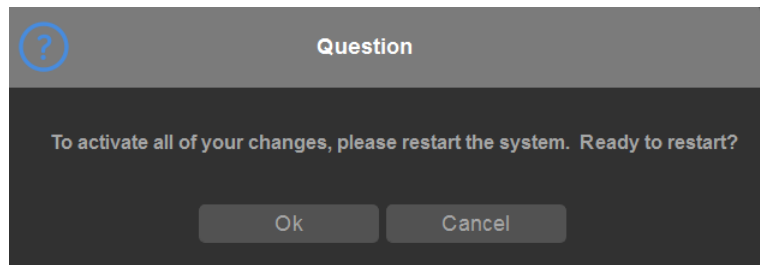 ?
Question
To activate all of your changes, please restart the system.  Ready to restart?
Ok
Cancel